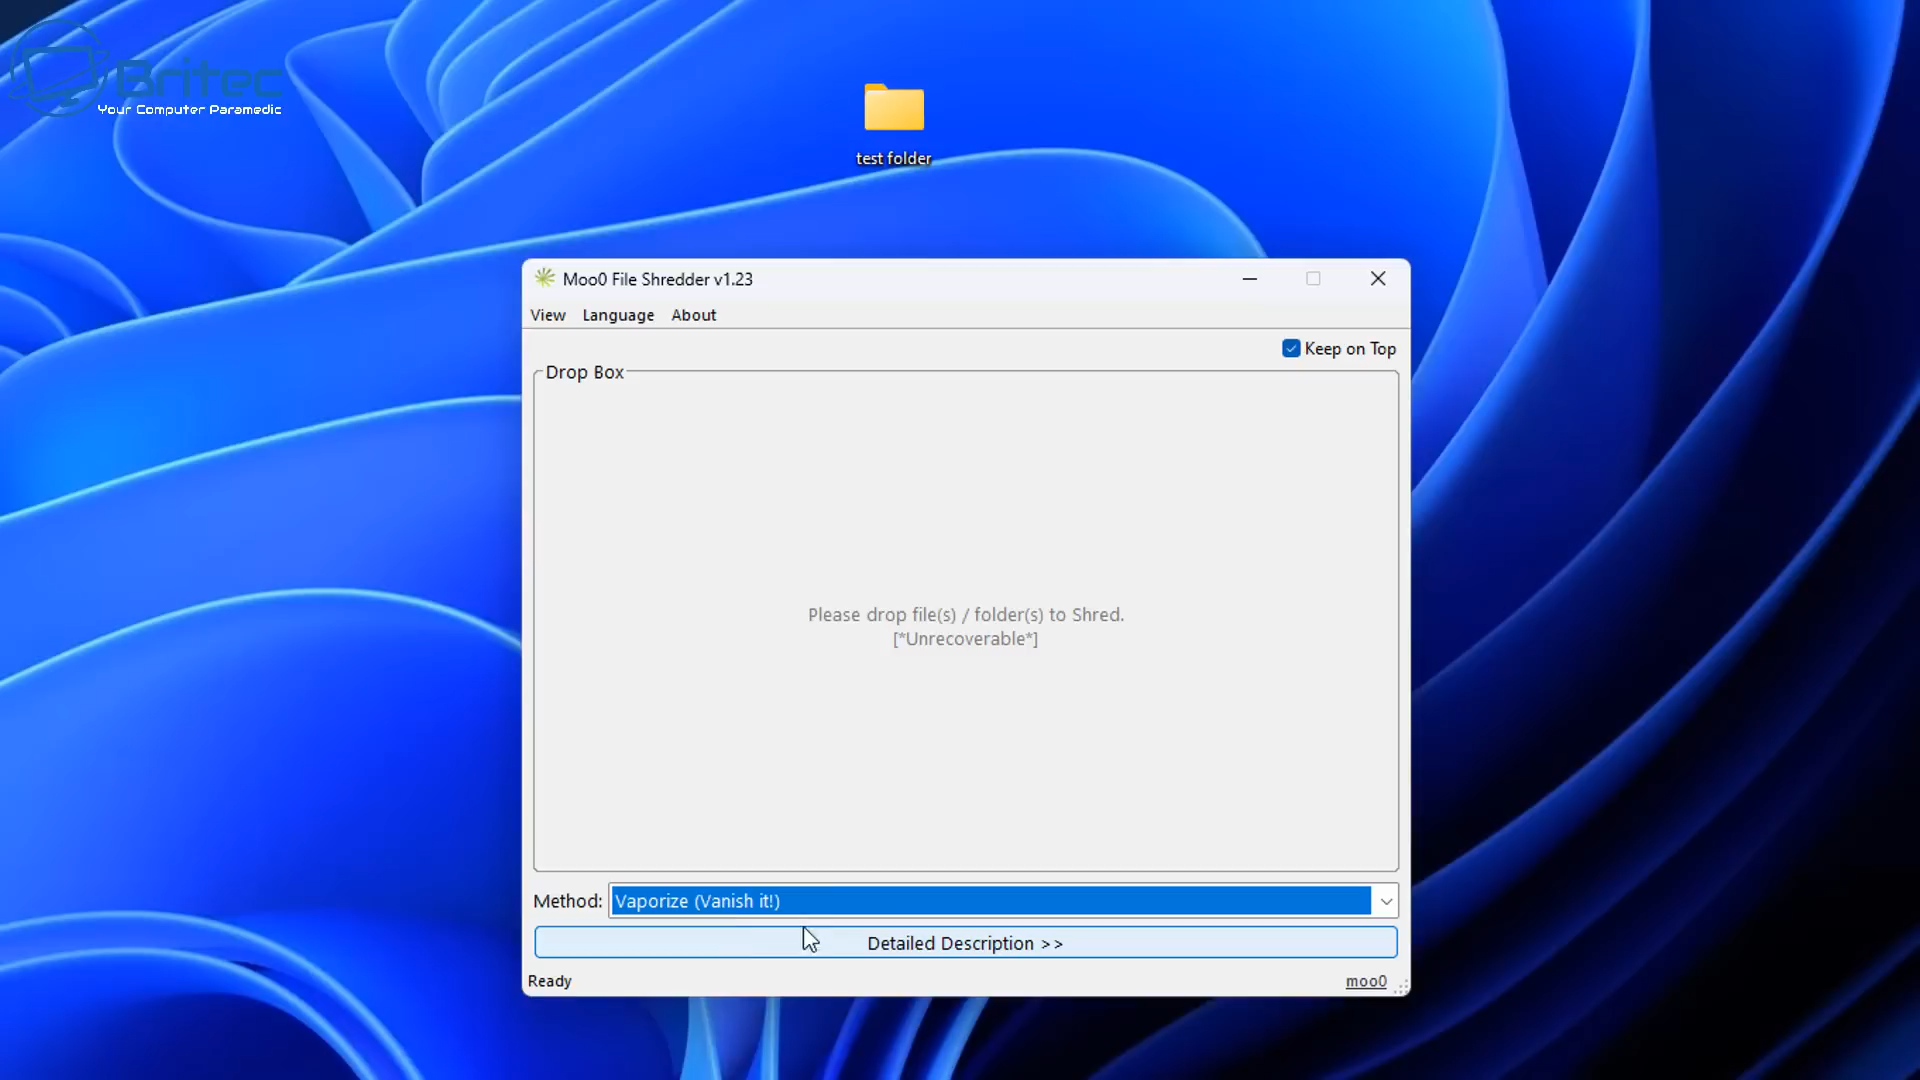 Britec
Your Computer Paramedic
test folder
Moo0 File Shredder v1.23
View Language About
Keep on Top
Drop Box
Please drop file(s) / folder(s) to Shred.
[*Unrecoverable*]
Method: Vaporize (Vanish it!)
Detailed Description >>
Ready moo0